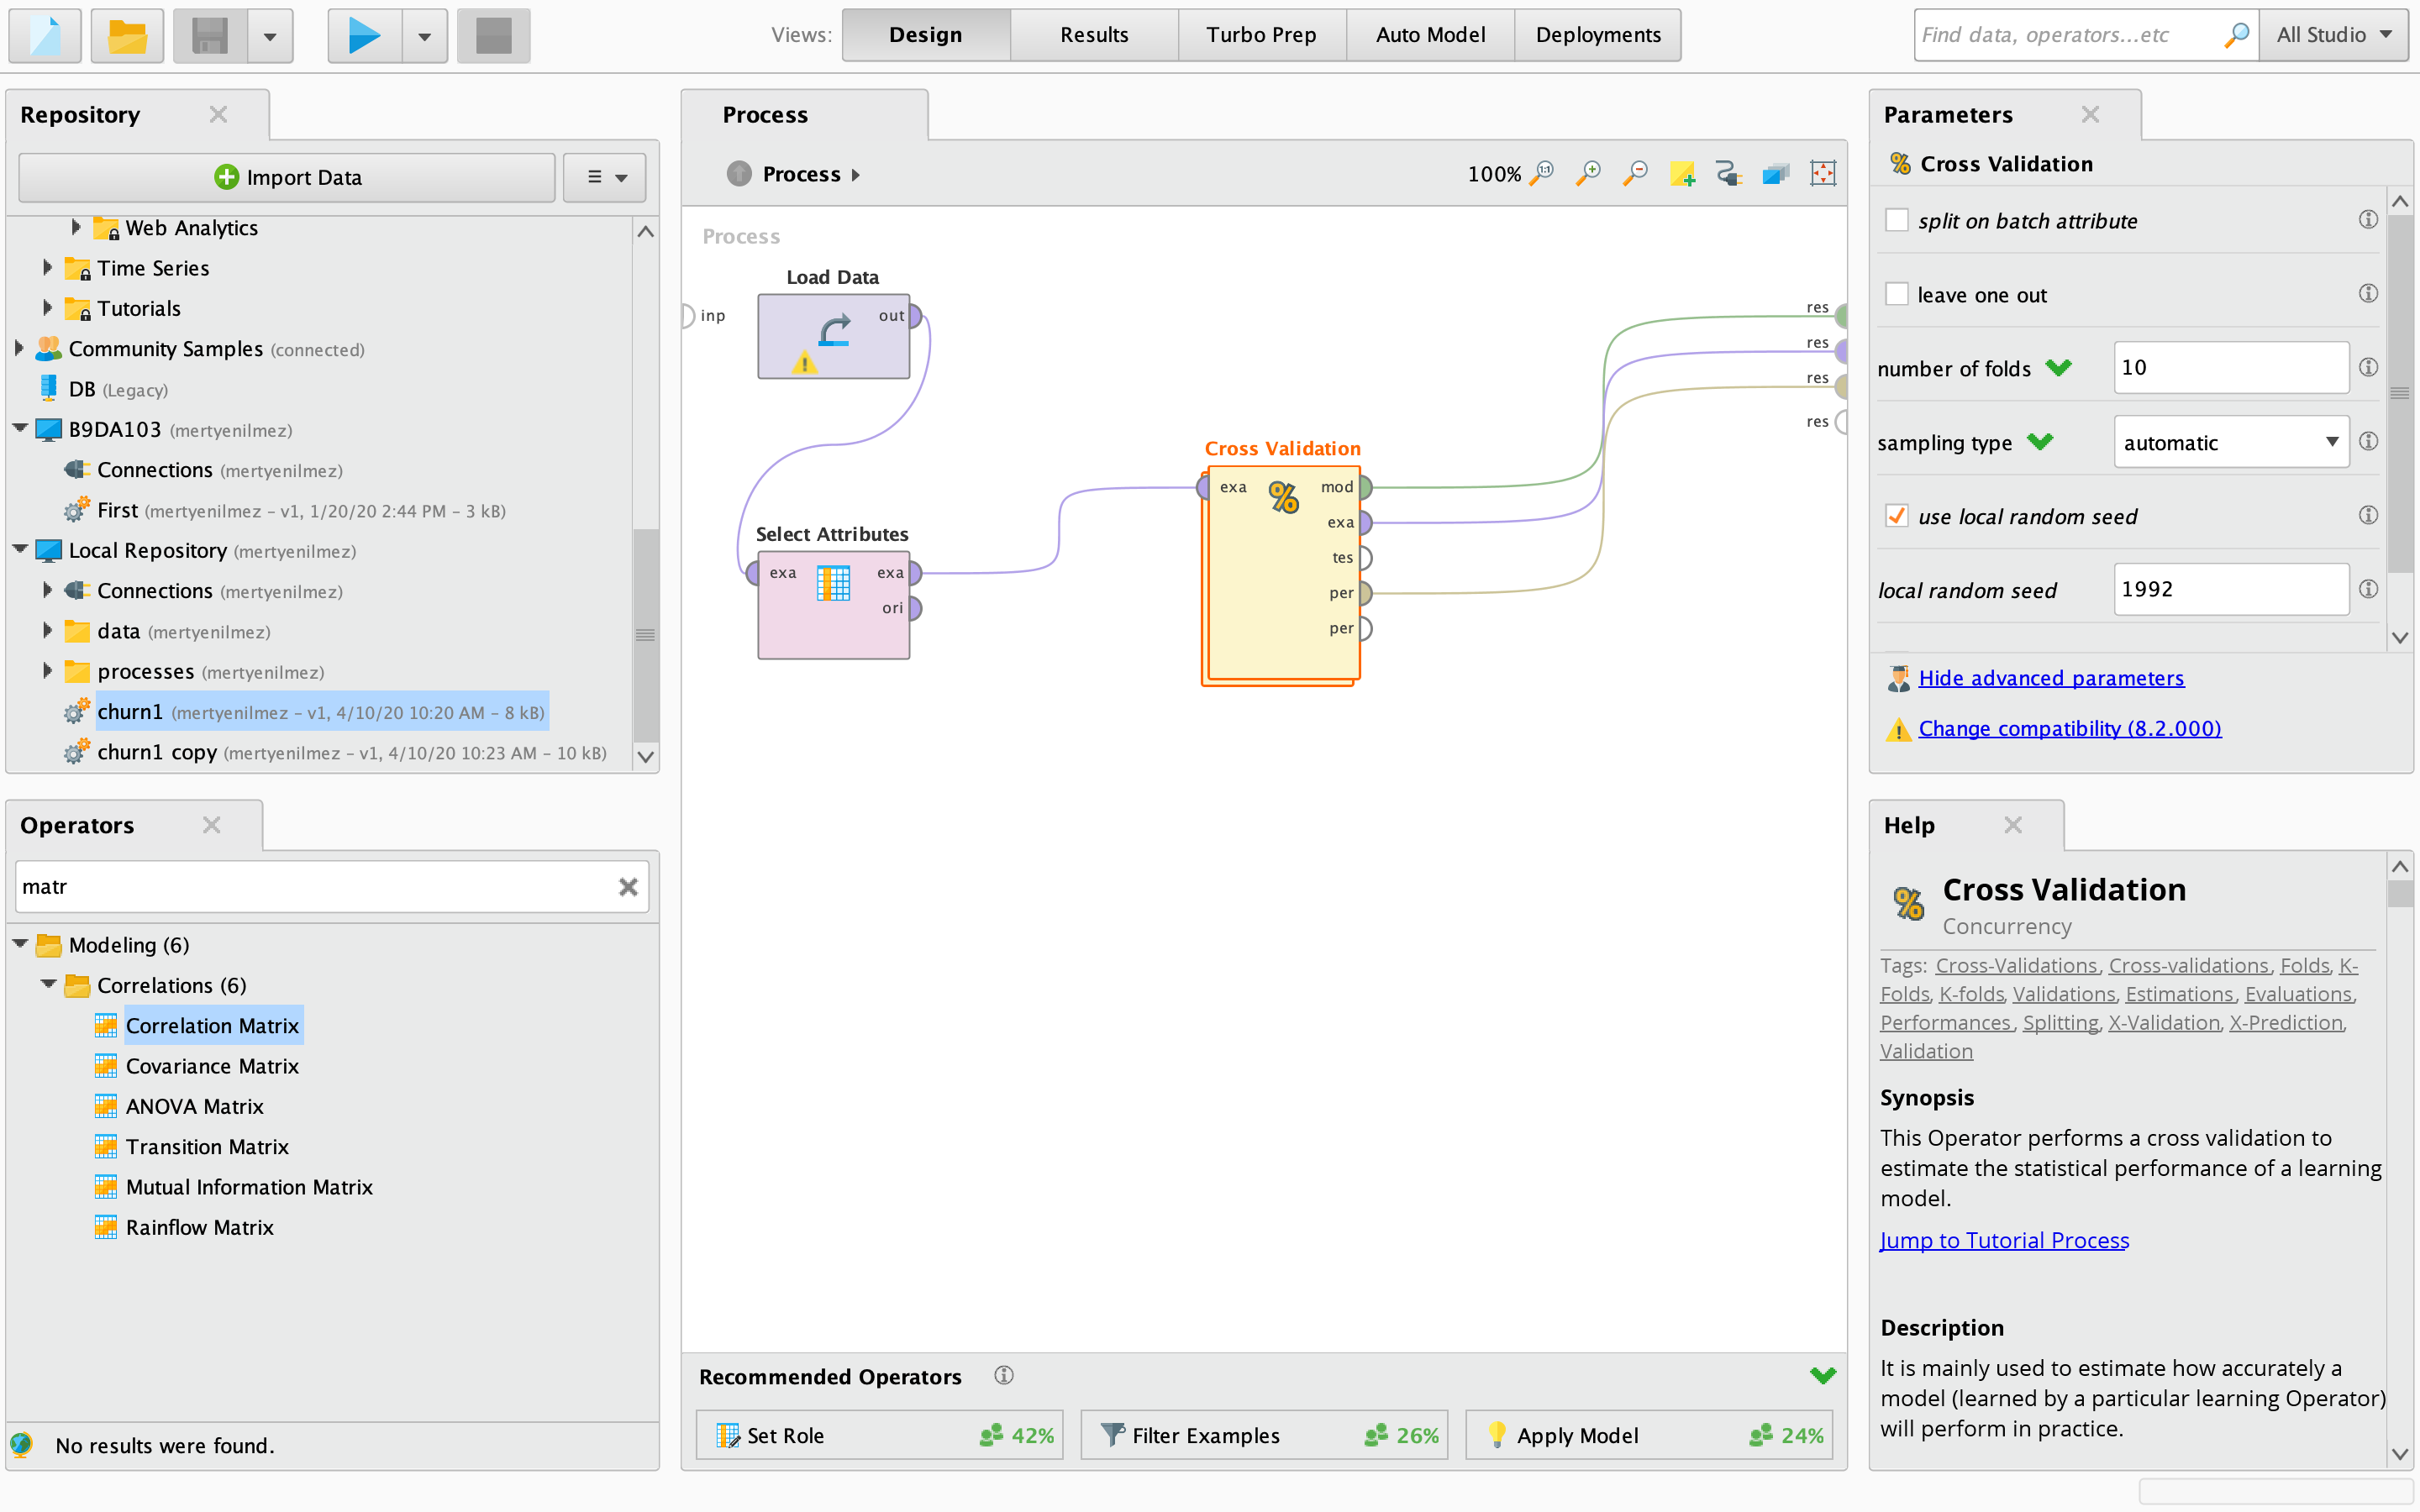 Views:
Design
Results
Turbo Prep
Auto Model
Deployments
Find data, operators...etc
All Studio
Repository
Import Data
Web Analytics
Time Series
Tutorials
Community Samples (connected)
DB (Legacy)
B9DA103 (mertyenilmez)
Connections (mertyenilmez)
First (mertyenilmez – v1, 1/20/20 2:44 PM – 3 kB)
Local Repository (mertyenilmez)
Connections (mertyenilmez)
data (mertyenilmez)
processes (mertyenilmez)
churn1 (mertyenilmez – v1, 4/10/20 10:20 AM – 8 kB)
churn1 copy (mertyenilmez – v1, 4/10/20 10:23 AM – 10 kB)
Operators
matr
Modeling (6)
Correlations (6)
Correlation Matrix
Covariance Matrix
ANOVA Matrix
Transition Matrix
Mutual Information Matrix
Rainflow Matrix
No results were found.
Process
Process
100%
1:1
Process
inp
Load Data
out
Select Attributes
exa
exa
ori
Cross Validation
exa
mod
exa
tes
per
per
res
res
res
res
Recommended Operators
Set Role
42%
Filter Examples
26%
Apply Model
24%
Parameters
Cross Validation
split on batch attribute
leave one out
number of folds
10
sampling type
automatic
use local random seed
local random seed
1992
Hide advanced parameters
Change compatibility (8.2.000)
Help
Cross Validation
Concurrency
Tags: Cross-Validations, Cross-validations, Folds, K-
Folds, K-folds, Validations, Estimations, Evaluations,
Performances, Splitting, X-Validation, X-Prediction,
Validation
Synopsis
This Operator performs a cross validation to
estimate the statistical performance of a learning
model.
Jump to Tutorial Process
Description
It is mainly used to estimate how accurately a
model (learned by a particular learning Operator)
will perform in practice.